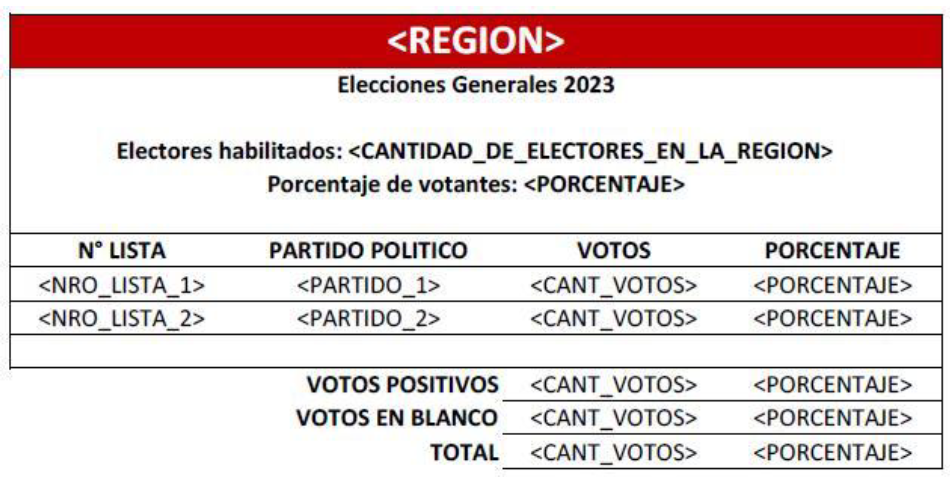 <REGION>
Elecciones Generales 2023
Electores habilitados: <CANTIDAD_DE_ELECTORES_EN_LA_REGION>
Porcentaje de votantes: <PORCENTAJE>
N° LISTA PARTIDO POLITICO VOTOS PORCENTAJE
<NRO_LISTA_1> <PARTIDO_1> <CANT_VOTOS> <PORCENTAJE>
<NRO_LISTA_2> <PARTIDO_2> <CANT_VOTOS> <PORCENTAJE>
VOTOS POSITIVOS <CANT_VOTOS> <PORCENTAJE>
VOTOS EN BLANCO <CANT_VOTOS> <PORCENTAJE>
TOTAL <CANT_VOTOS> <PORCENTAJE>